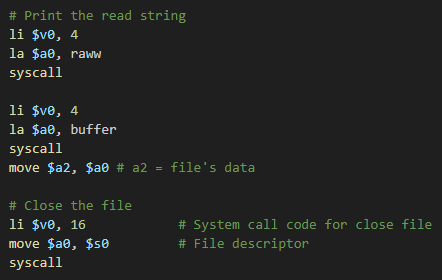 # Print the read string
li $v0, 4
la $a0, raww
syscall

li $v0, 4
la $a0, buffer
syscall
move $a2, $a0 # a2 = file's data

# Close the file
li $v0, 16          # System call code for close file
move $a0, $s0       # File descriptor
syscall